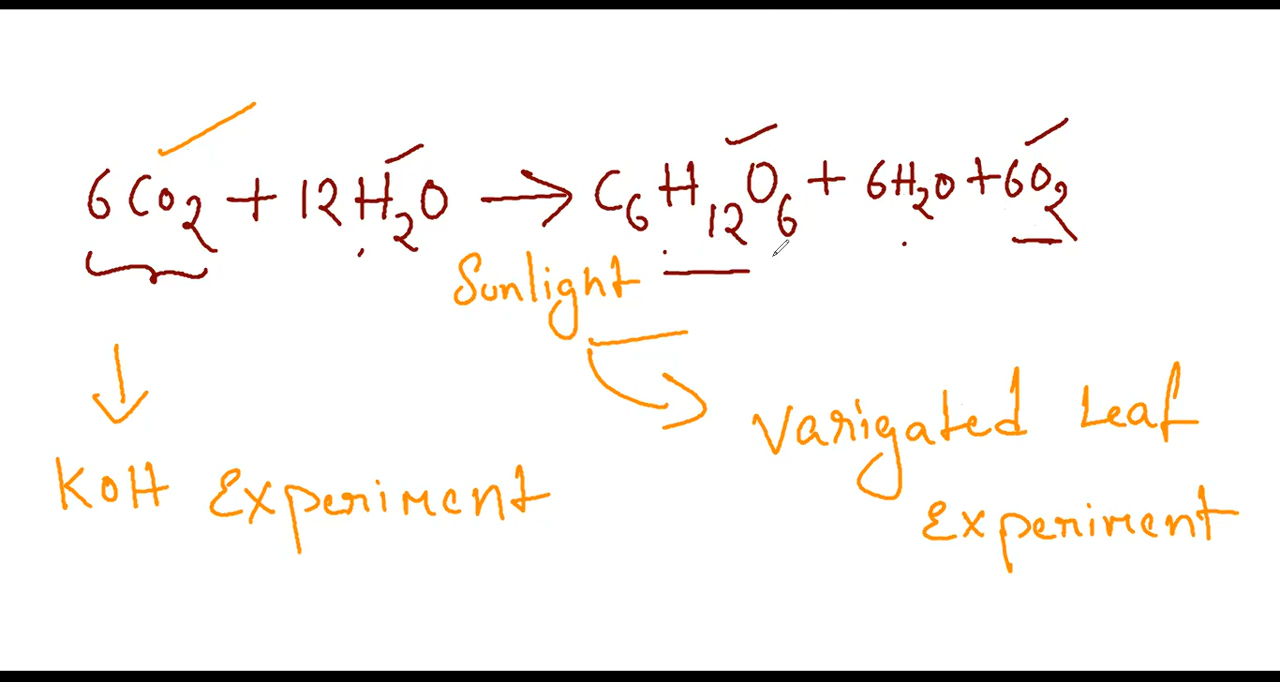 6CO₂ + 12H₂O → C₆H₁₂O₆ + 6H₂O + 6O₂
Sunlight
Varigated Leaf
KOH Experiment
Experiment